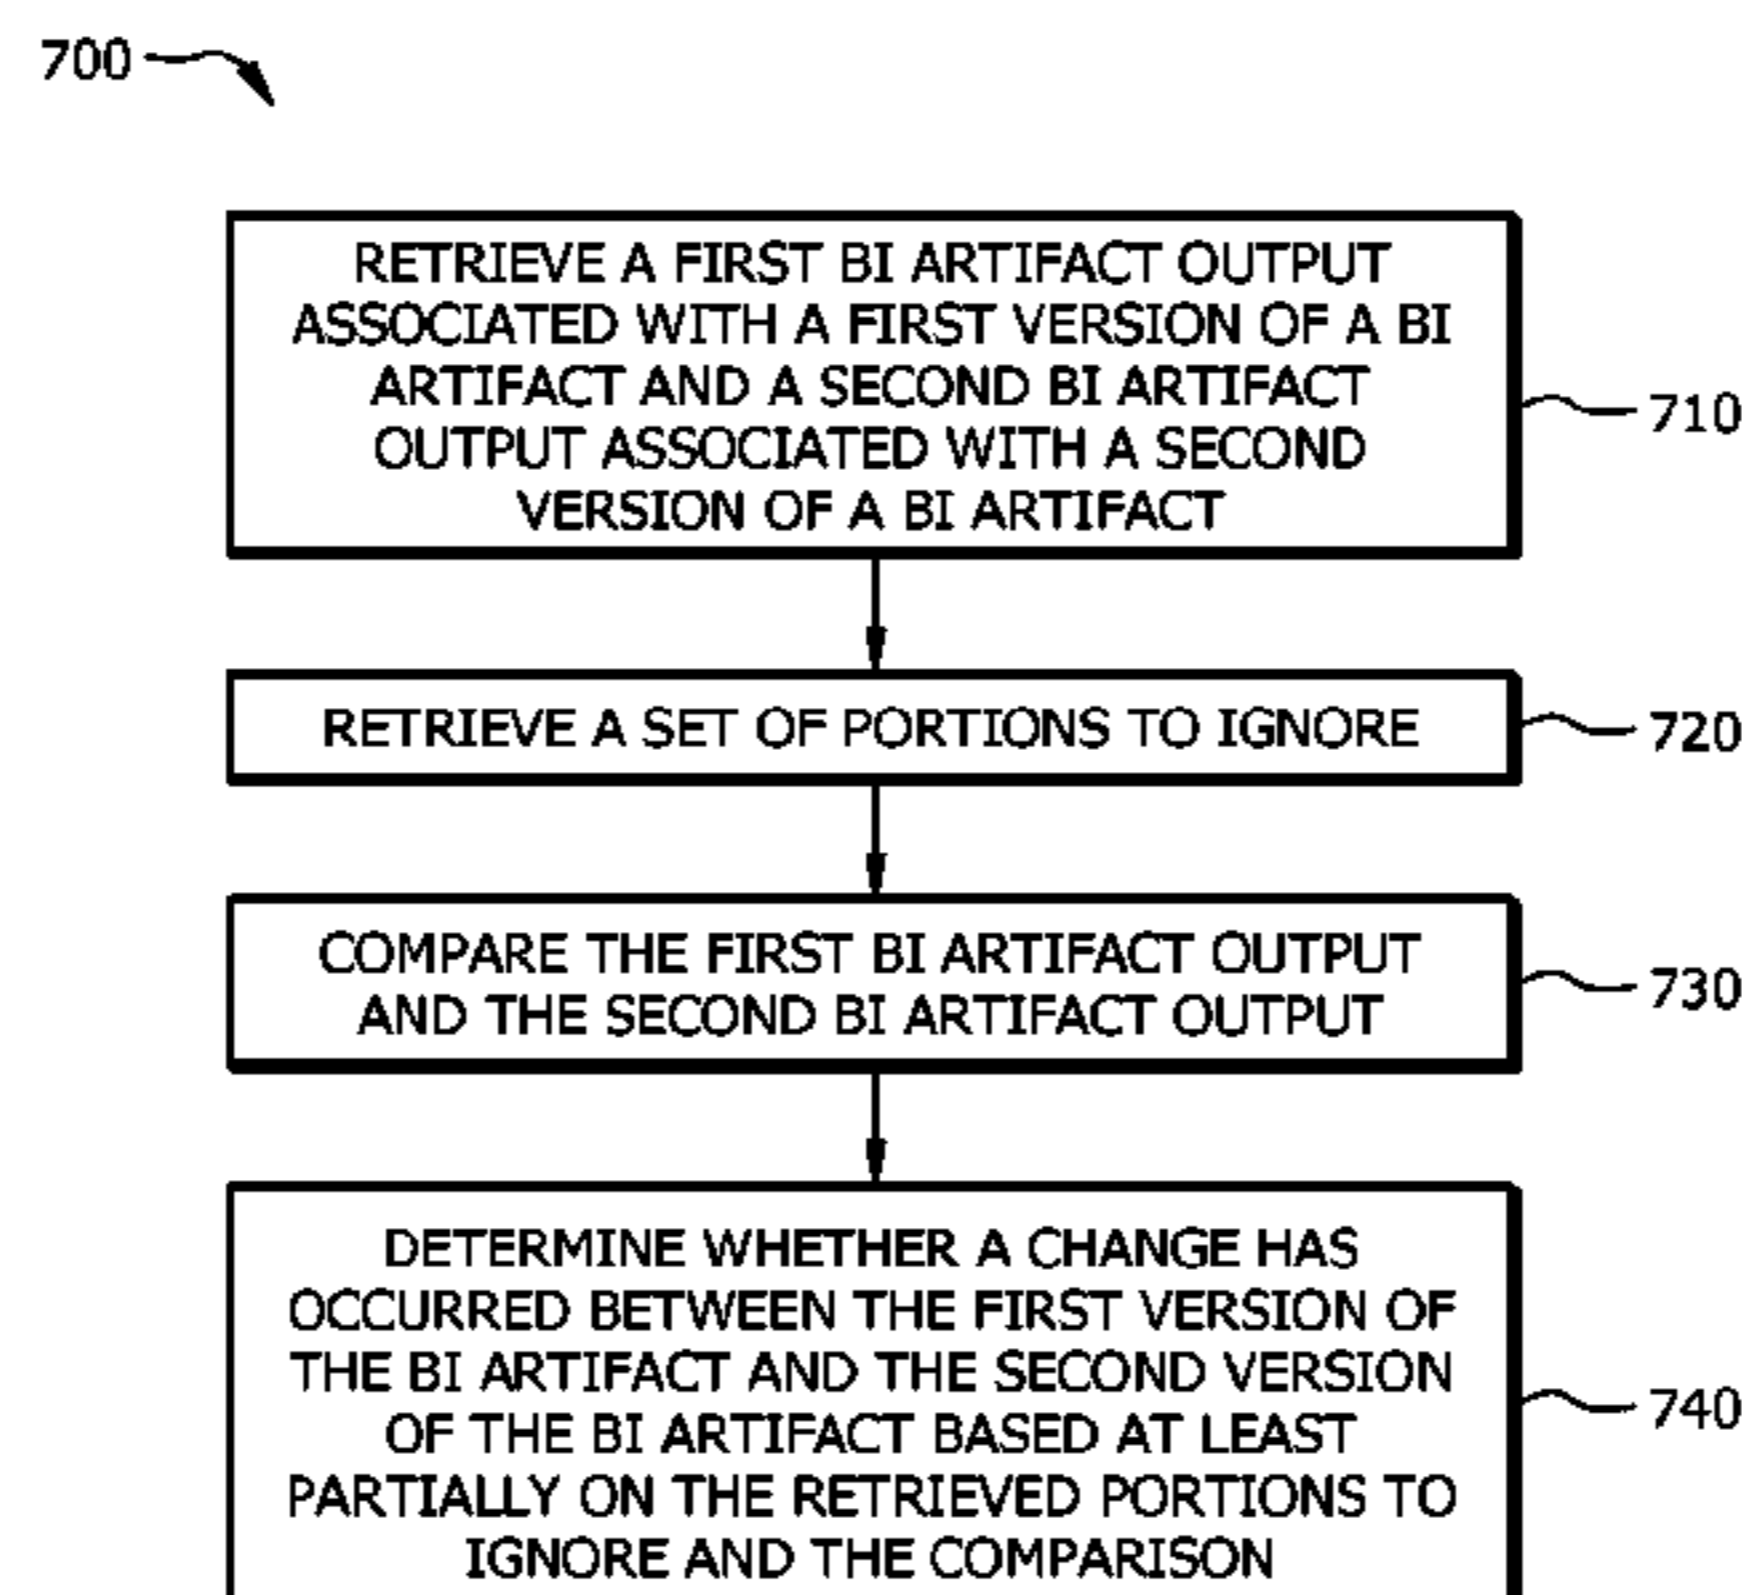 700
RETRIEVE A FIRST BI ARTIFACT OUTPUT
ASSOCIATED WITH A FIRST VERSION OF A BI
ARTIFACT AND A SECOND BI ARTIFACT
OUTPUT ASSOCIATED WITH A SECOND
VERSION OF A BI ARTIFACT
710
RETRIEVE A SET OF PORTIONS TO IGNORE
720
COMPARE THE FIRST BI ARTIFACT OUTPUT
AND THE SECOND BI ARTIFACT OUTPUT
730
DETERMINE WHETHER A CHANGE HAS
OCCURRED BETWEEN THE FIRST VERSION OF
THE BI ARTIFACT AND THE SECOND VERSION
OF THE BI ARTIFACT BASED AT LEAST
PARTIALLY ON THE RETRIEVED PORTIONS TO
IGNORE AND THE COMPARISON
740